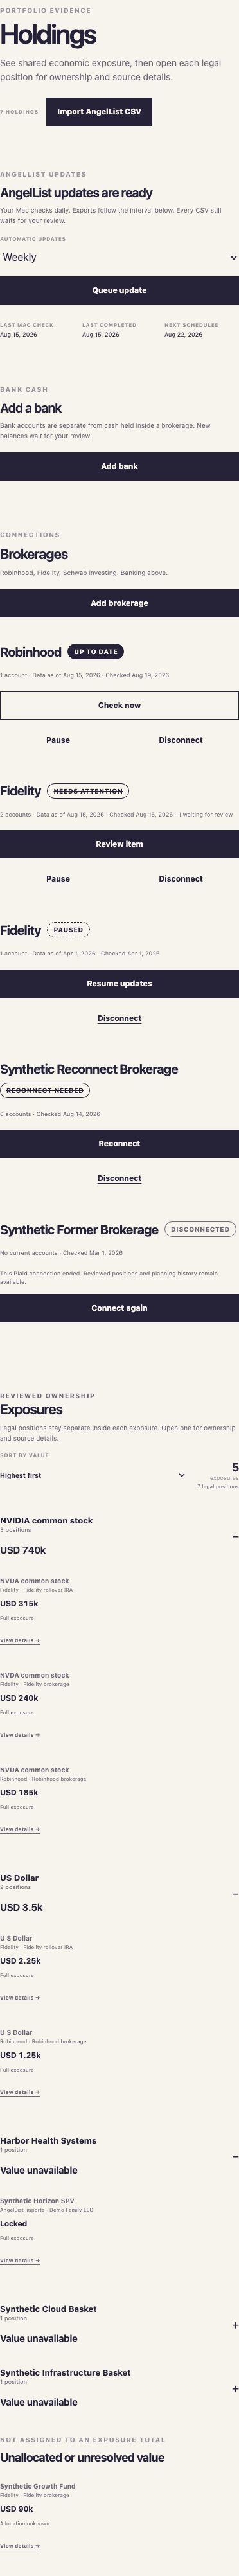 PORTFOLIO EVIDENCE
Holdings
See shared economic exposure, then open each legal
position for ownership and source details.
7 HOLDINGS
Import AngelList CSV
ANGELLIST UPDATES
AngelList updates are ready
Your Mac checks daily. Exports follow the interval below. Every CSV still
waits for your review.
AUTOMATIC UPDATES
Weekly
Queue update
LAST MAC CHECK
Aug 15, 2026
LAST COMPLETED
Aug 15, 2026
NEXT SCHEDULED
Aug 22, 2026
BANK CASH
Add a bank
Bank accounts are separate from cash held inside a brokerage. New
balances wait for your review.
Add bank
CONNECTIONS
Brokerages
Robinhood, Fidelity, Schwab Investing. Banking above.
Add brokerage
Robinhood UP TO DATE
1 account · Data as of Aug 15, 2026 · Checked Aug 19, 2026
Check now
Pause Disconnect
Fidelity NEEDS ATTENTION
2 accounts · Data as of Aug 15, 2026 · Checked Aug 15, 2026 · 1 waiting for review
Review item
Pause Disconnect
Fidelity PAUSED
1 account · Data as of Apr 1, 2026 · Checked Apr 1, 2026
Resume updates
Disconnect
Synthetic Reconnect Brokerage
RECONNECT NEEDED
0 accounts · Checked Aug 14, 2026
Reconnect
Disconnect
Synthetic Former Brokerage DISCONNECTED
No current accounts · Checked Mar 1, 2026
This Plaid connection ended. Reviewed positions and planning history remain
available.
Connect again
REVIEWED OWNERSHIP
Exposures
Legal positions stay separate inside each exposure. Open one for ownership
and source details.
SORT BY VALUE
Highest first
5
exposures
7 legal positions
NVIDIA common stock
3 positions
USD 740k
NVDA common stock
Fidelity · Fidelity rollover IRA
USD 315k
Full exposure
View details →
NVDA common stock
Fidelity · Fidelity brokerage
USD 240k
Full exposure
View details →
NVDA common stock
Robinhood · Robinhood brokerage
USD 185k
Full exposure
View details →
US Dollar
2 positions
USD 3.5k
U S Dollar
Fidelity · Fidelity rollover IRA
USD 2.25k
Full exposure
View details →
U S Dollar
Robinhood · Robinhood brokerage
USD 1.25k
Full exposure
View details →
Harbor Health Systems
1 position
Value unavailable
Synthetic Horizon SPV
AngelList imports · Demo Family LLC
Locked
Full exposure
View details →
Synthetic Cloud Basket
1 position
Value unavailable
Synthetic Infrastructure Basket
1 position
Value unavailable
NOT ASSIGNED TO AN EXPOSURE TOTAL
Unallocated or unresolved value
Synthetic Growth Fund
Fidelity · Fidelity brokerage
USD 90k
Allocation unknown
View details →